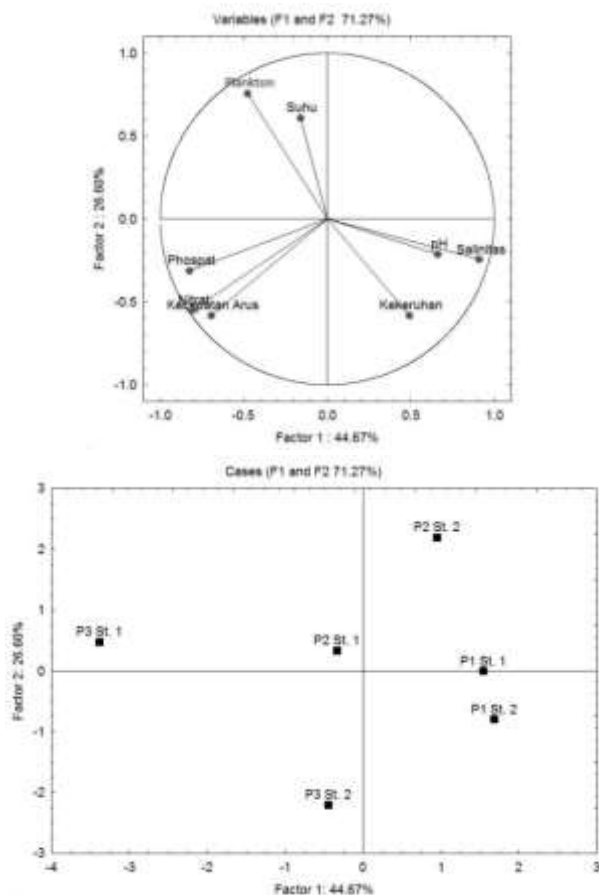 Variables (F1 and F2 71.27%)
1.0
Plankton
Suhu
0.5
Factor 2 : 26.60%
0.0
pH
Salinitas
Phospat
-0.5
Nitrat
Kecepatan Arus
Kekeruhan
-1.0
-1.0 -0.5 0.0 0.5 1.0
Factor 1 : 44.67%
Cases (F1 and F2 71.27%)
3
P2 St. 2
2
1
P3 St. 1
P2 St. 1
P1 St. 1
Factor 2: 26.60%
0
P1 St. 2
-1
P3 St. 2
-2
-3
-4 -3 -2 -1 0 1 2 3
Factor 1: 44.67%